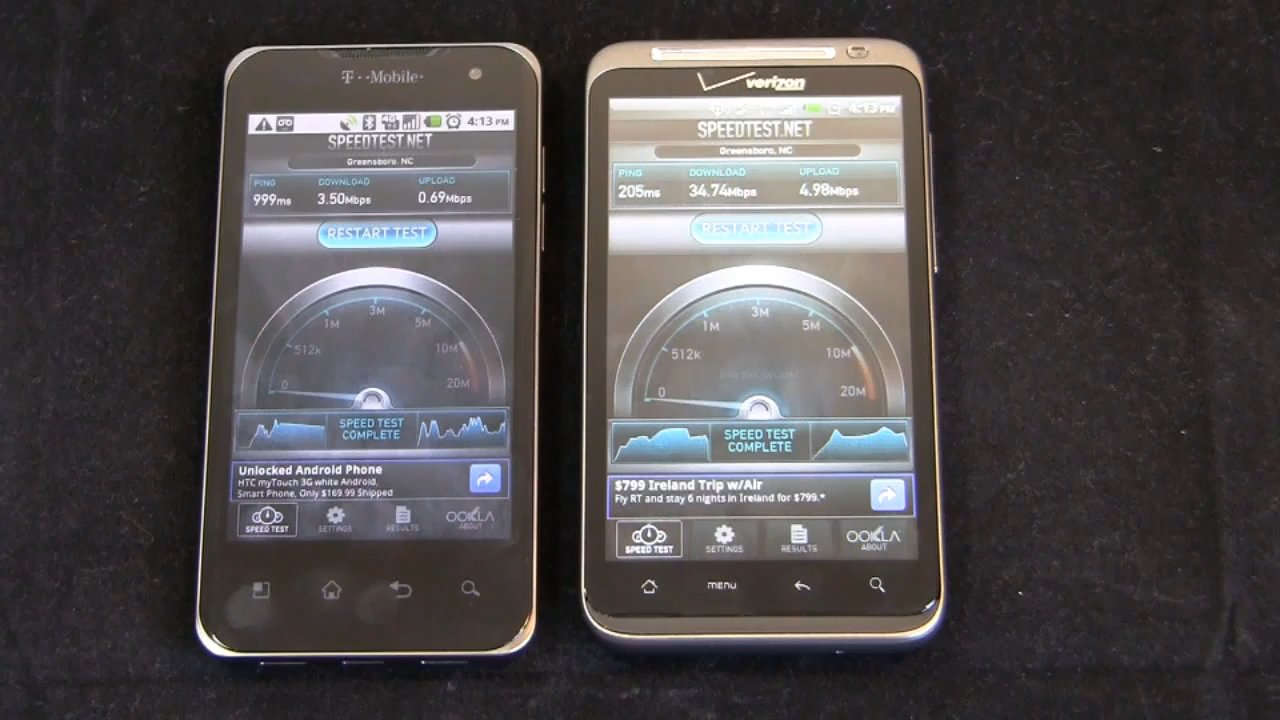 T··Mobile·
4G
4:13 PM
SPEEDTEST.NET
Greensboro, NC
PING DOWNLOAD UPLOAD
999ms 3.50Mbps 0.69Mbps
RESTART TEST
3M
1M 5M
512k 10M
0 20M
SPEED TEST
COMPLETE
Unlocked Android Phone
HTC myTouch 3G white Android,
Smart Phone, Only $169.99 Shipped
SPEED TEST SETTINGS RESULTS OOKLA
ABOUT
verizon
4:13 PM
SPEEDTEST.NET
Greensboro, NC
PING DOWNLOAD UPLOAD
205ms 34.74Mbps 4.98Mbps
RESTART TEST
3M
1M 5M
512k 10M
0 20M
SPEED TEST
COMPLETE
$799 Ireland Trip w/Air
Fly RT and stay 6 nights in Ireland for $799.*
SPEED TEST SETTINGS RESULTS OOKLA
ABOUT
menu